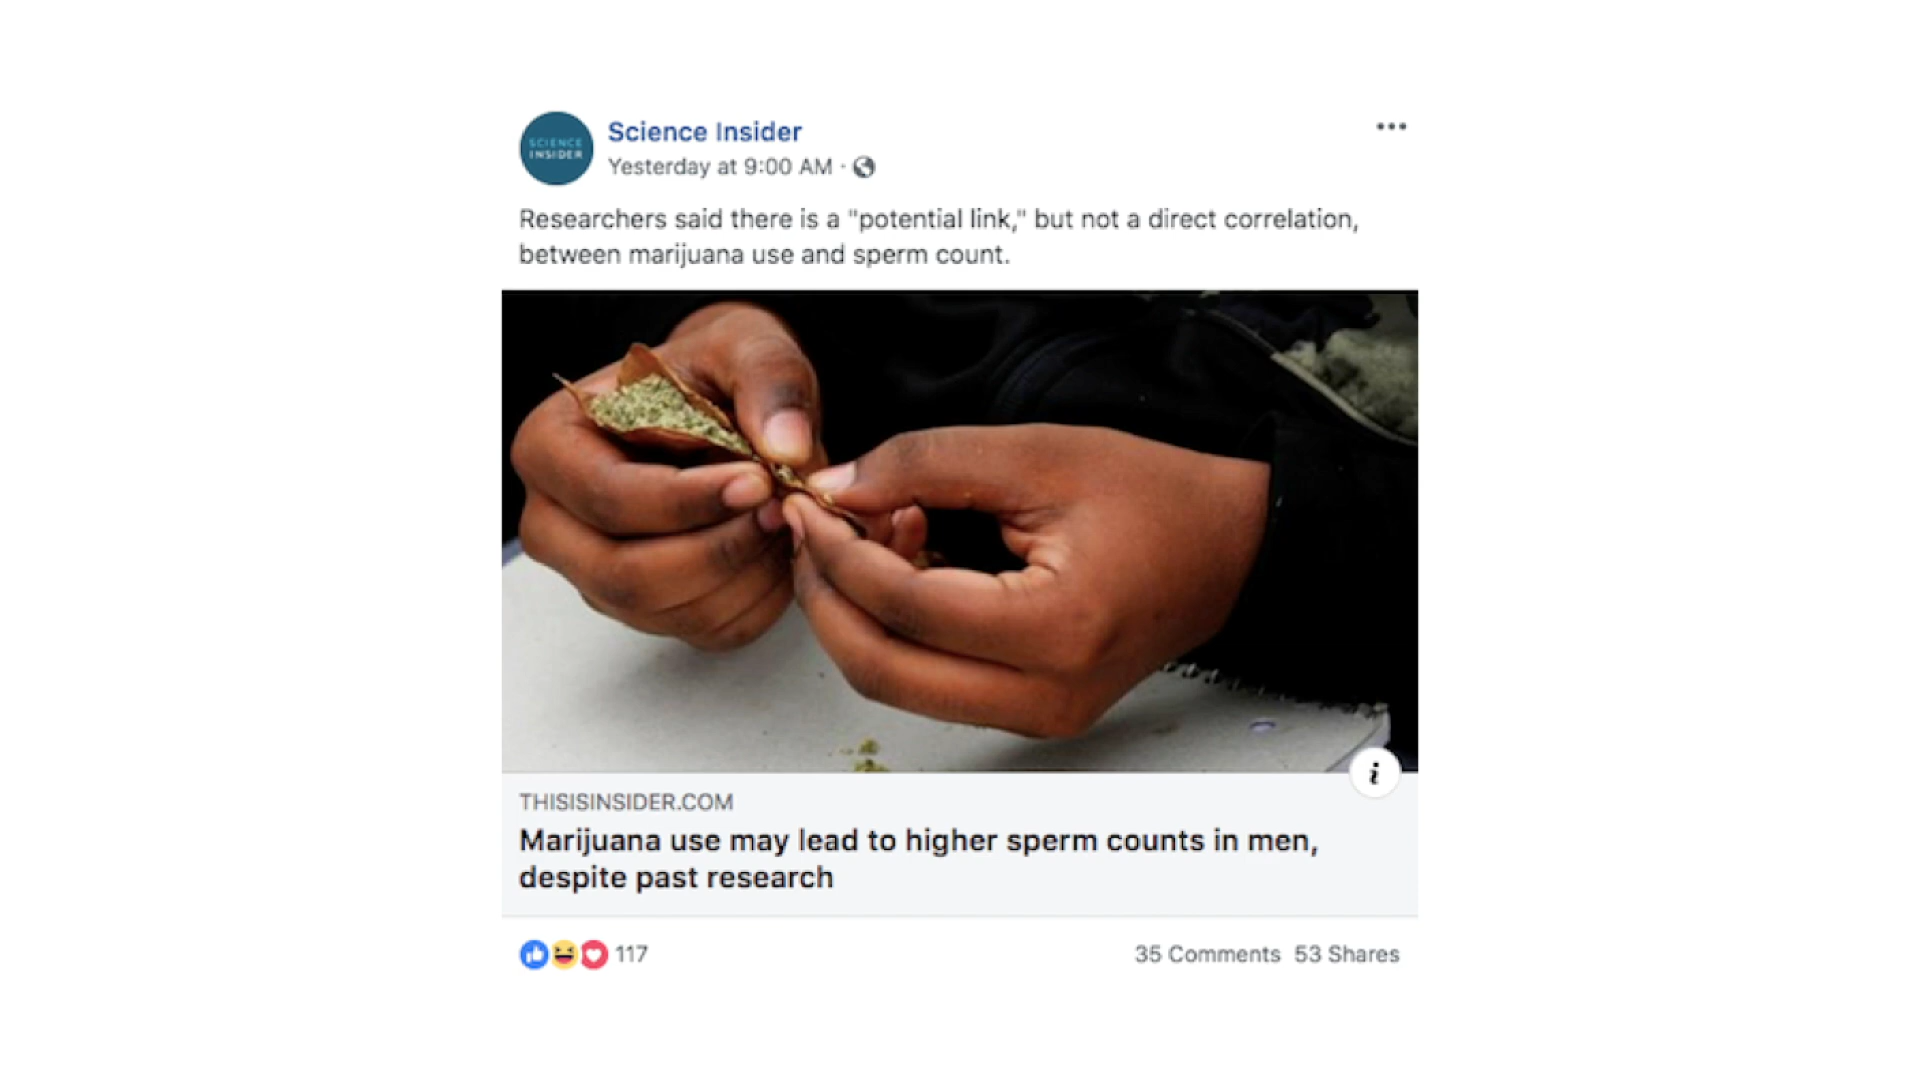 SCIENCE
INSIDER
Science Insider
Yesterday at 9:00 AM ·
Researchers said there is a "potential link," but not a direct correlation,
between marijuana use and sperm count.
i
THISISINSIDER.COM
Marijuana use may lead to higher sperm counts in men,
despite past research
117
35 Comments 53 Shares